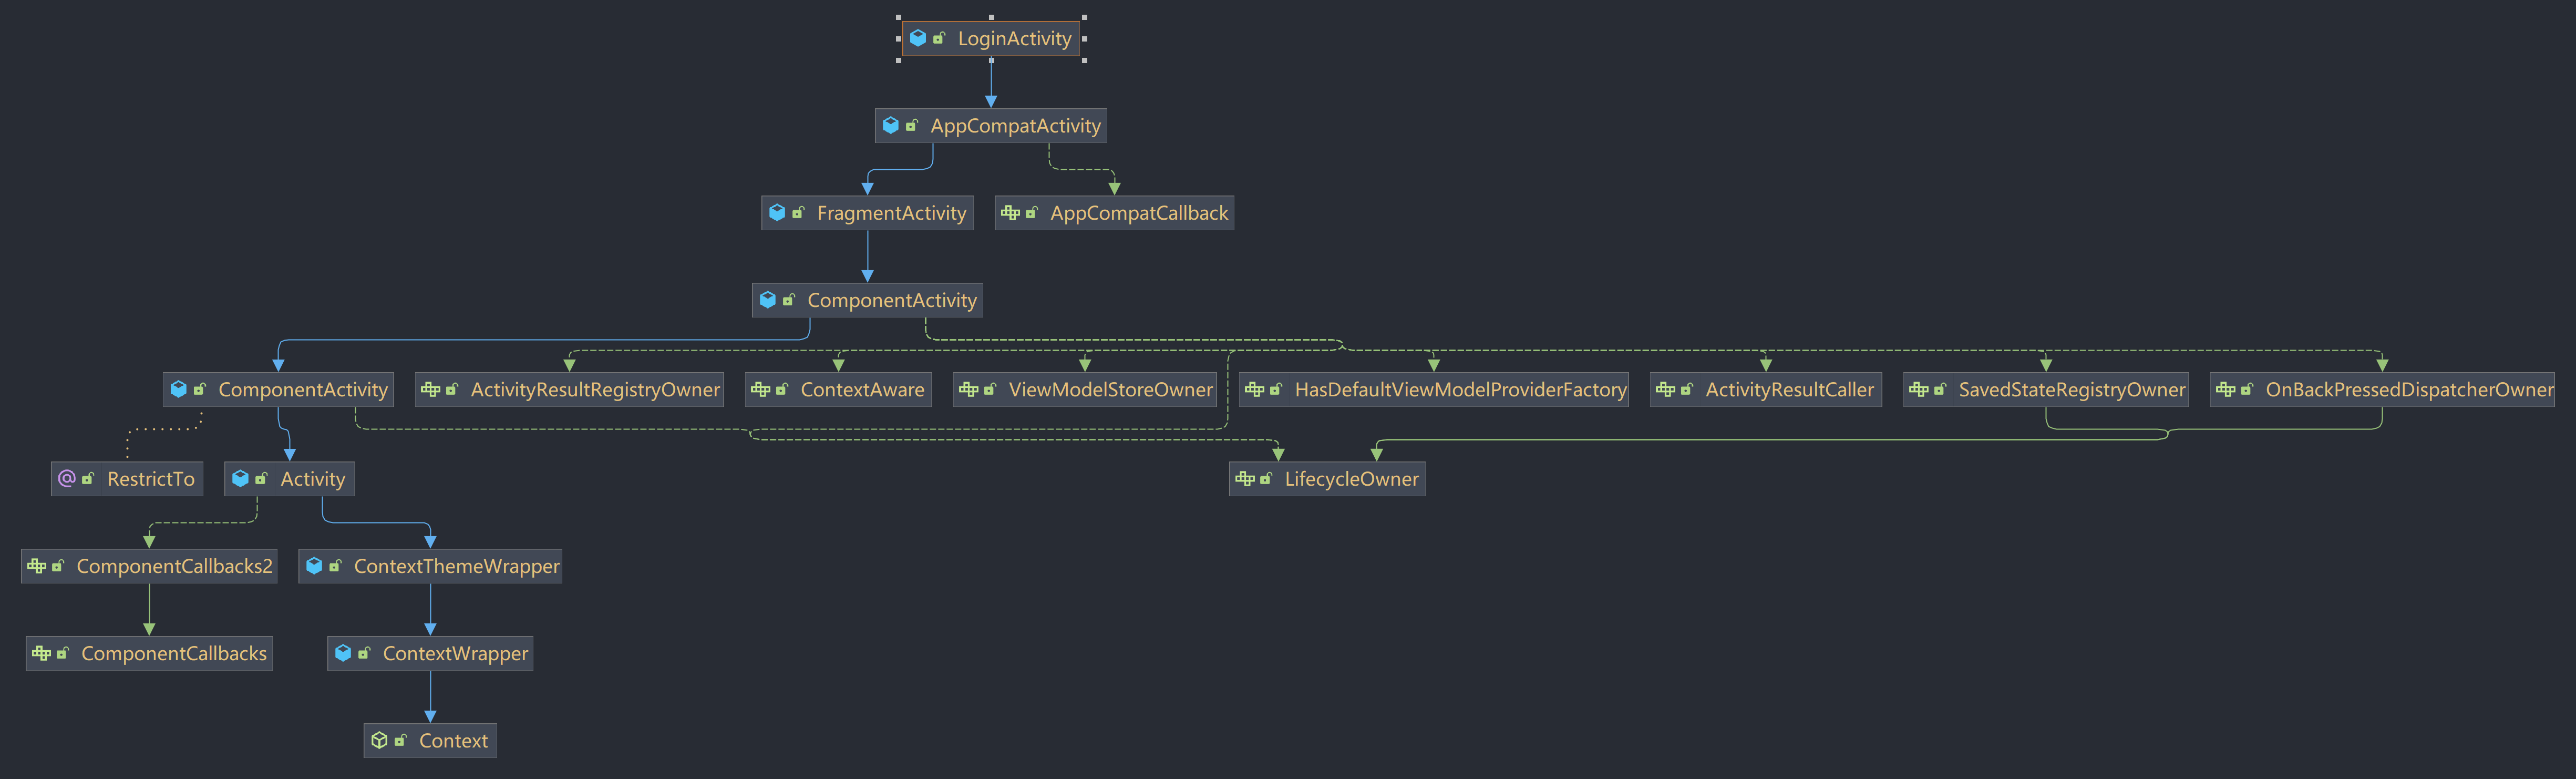 LoginActivity
AppCompatActivity
FragmentActivity
AppCompatCallback
ComponentActivity
ComponentActivity
ActivityResultRegistryOwner
ContextAware
ViewModelStoreOwner
HasDefaultViewModelProviderFactory
ActivityResultCaller
SavedStateRegistryOwner
OnBackPressedDispatcherOwner
@ RestrictTo
Activity
LifecycleOwner
ComponentCallbacks2
ContextThemeWrapper
ComponentCallbacks
ContextWrapper
Context